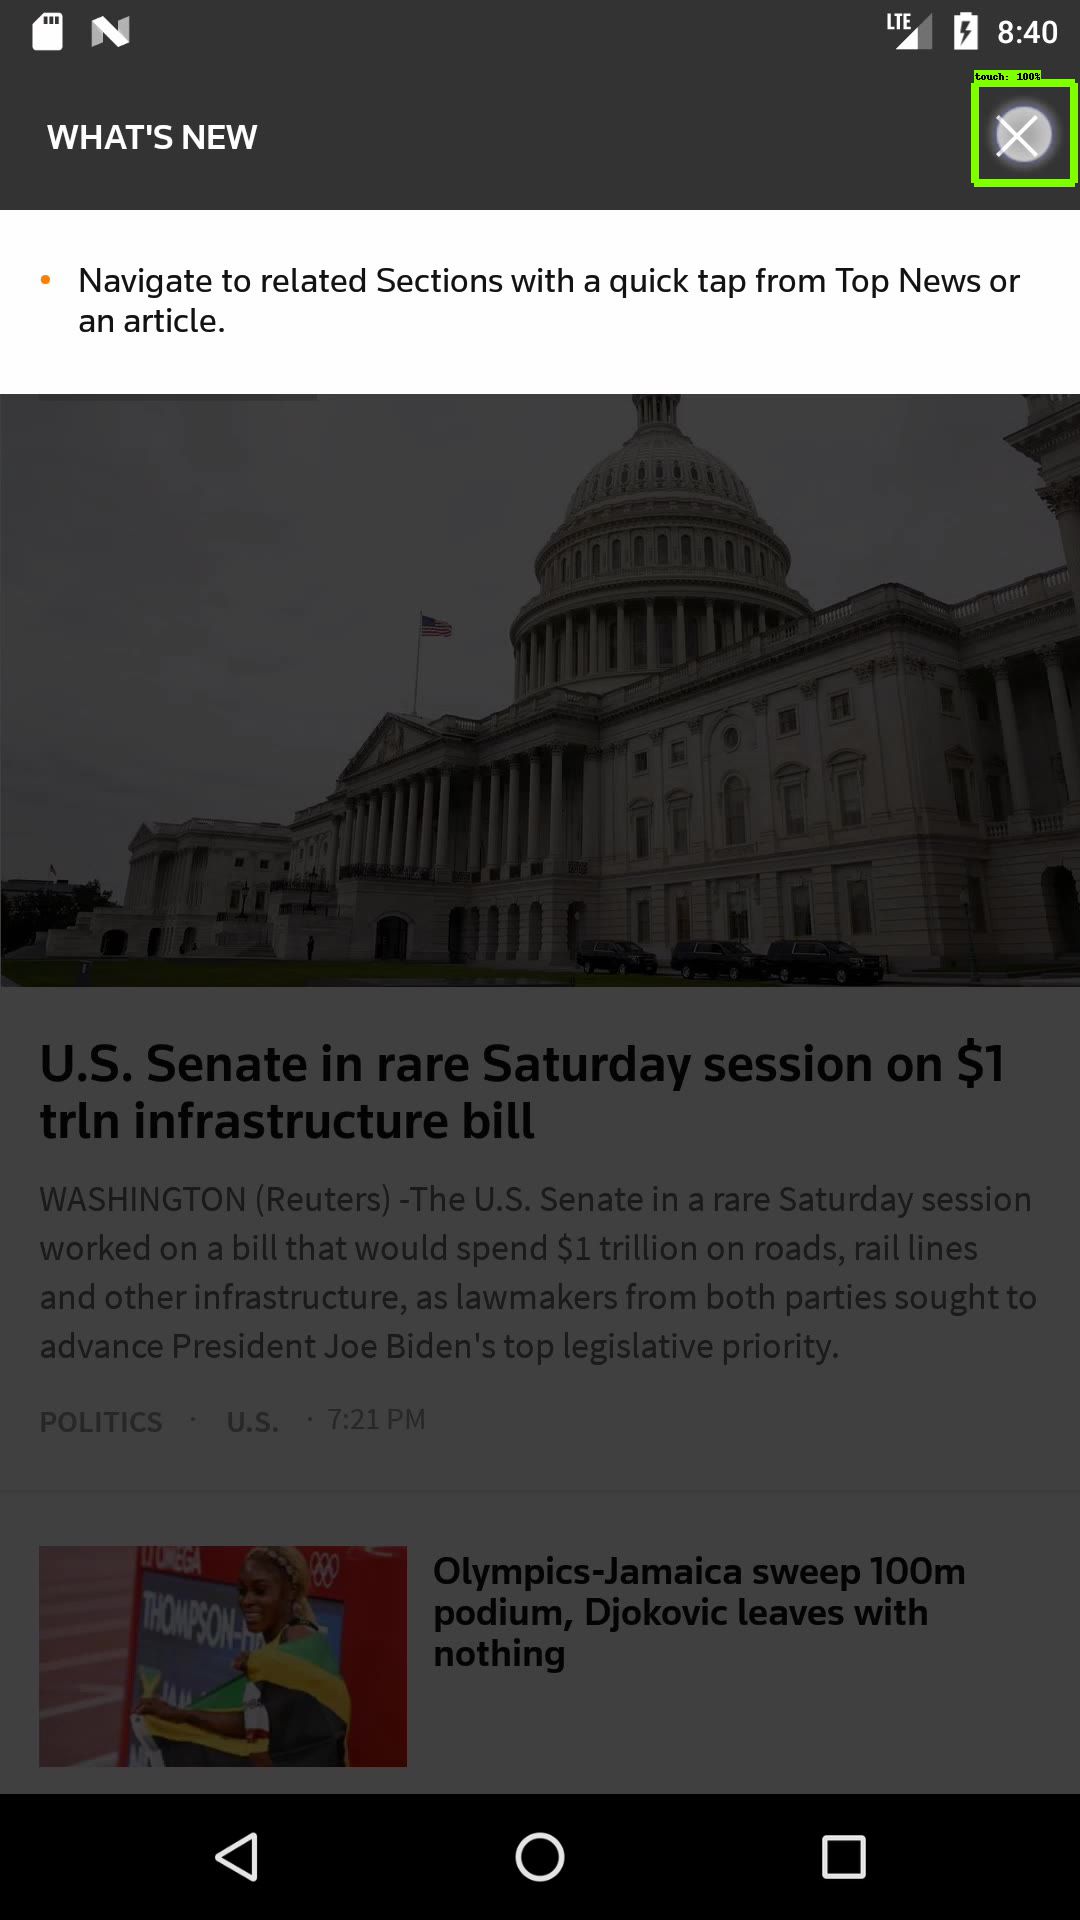 LTE 8:40
touch: 100%
WHAT'S NEW
• Navigate to related Sections with a quick tap from Top News or
an article.
U.S. Senate in rare Saturday session on $1
trln infrastructure bill
WASHINGTON (Reuters) -The U.S. Senate in a rare Saturday session
worked on a bill that would spend $1 trillion on roads, rail lines
and other infrastructure, as lawmakers from both parties sought to
advance President Joe Biden's top legislative priority.
POLITICS · U.S. · 7:21 PM
OMEGA
THOMPSON-H
JAM
Olympics-Jamaica sweep 100m
podium, Djokovic leaves with
nothing